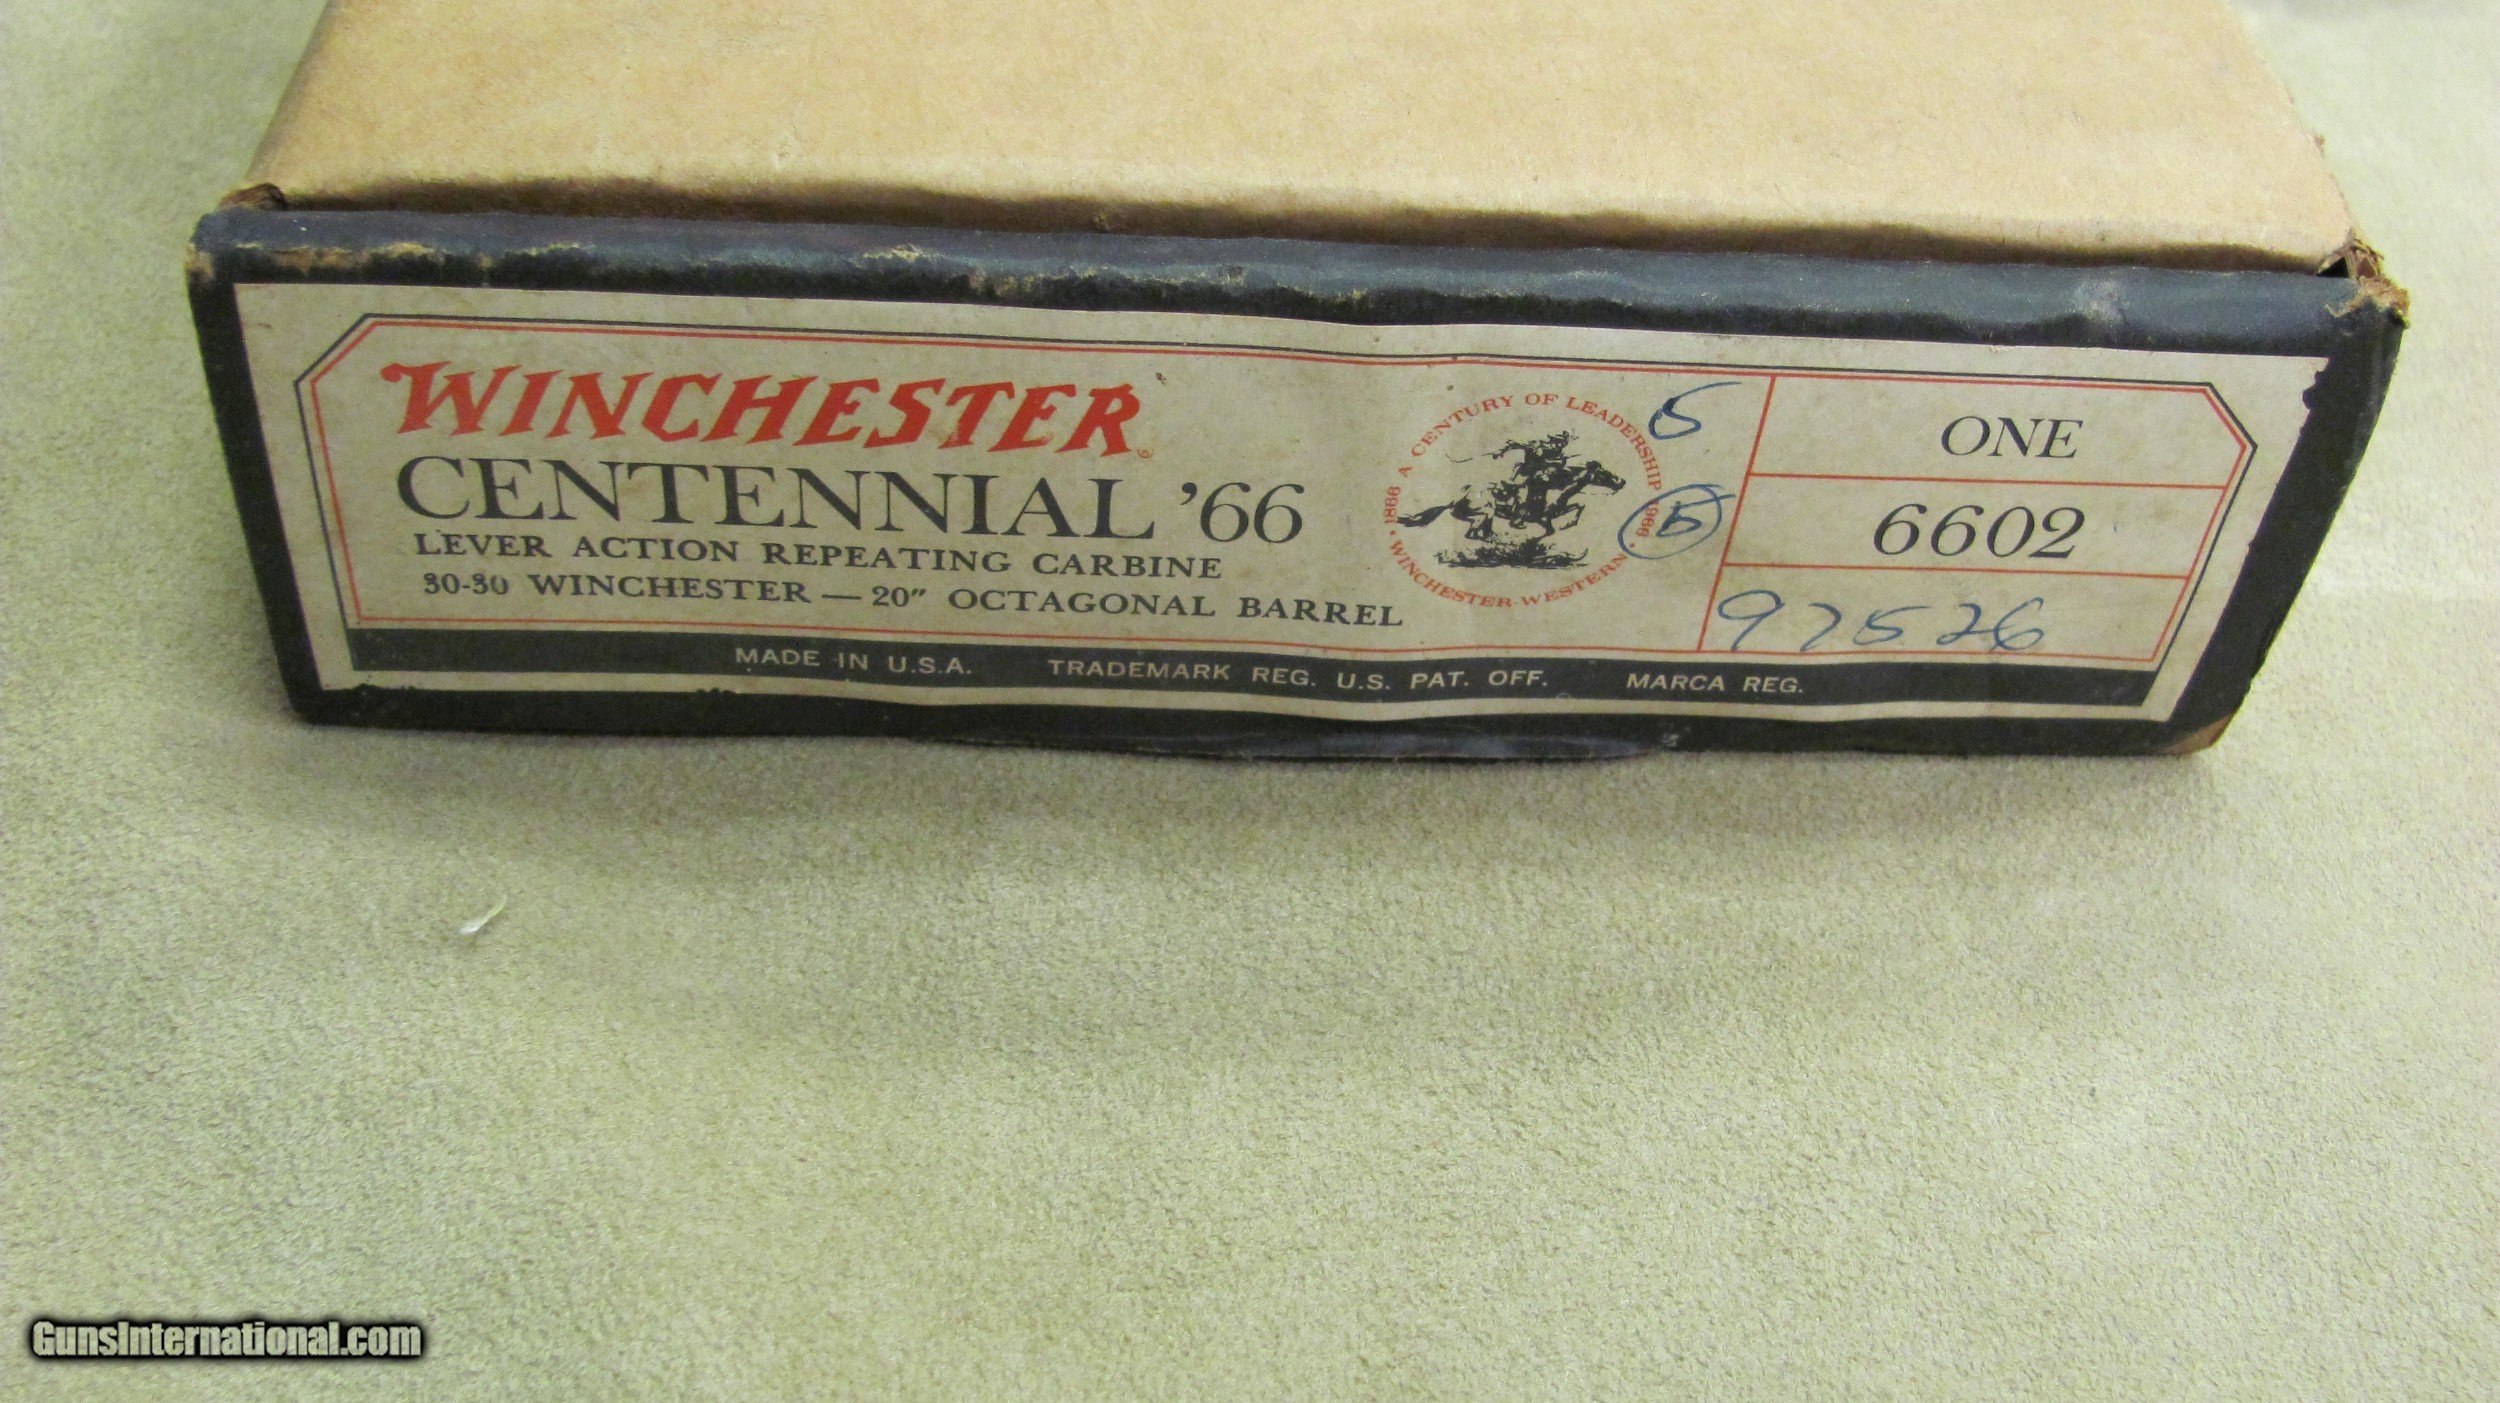 WINCHESTER
CENTENNIAL '66
LEVER ACTION REPEATING CARBINE
30-30 WINCHESTER — 20" OCTAGONAL BARREL
• 1866 A CENTURY OF LEADERSHIP 1966 •
WINCHESTER-WESTERN
5
5
ONE
6602
97526
MADE IN U.S.A. TRADEMARK REG. U.S. PAT. OFF. MARCA REG.
GunsInternational.com